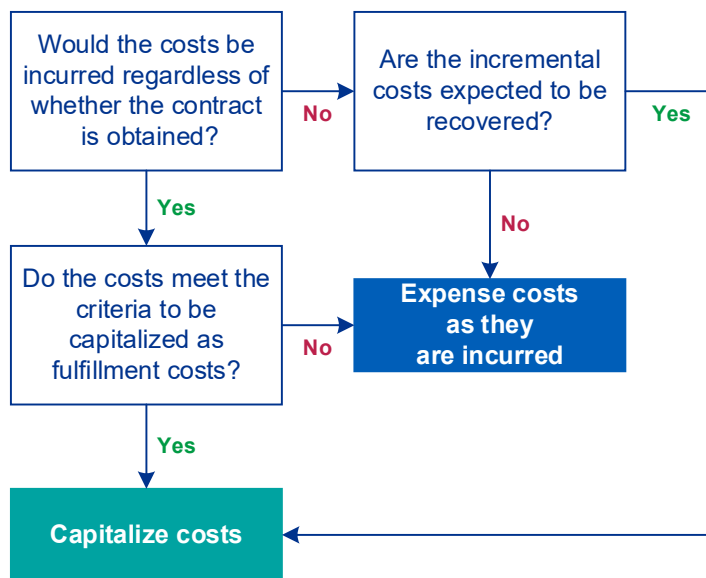 Would the costs be
incurred regardless of
whether the contract
is obtained?
No
Are the incremental
costs expected to be
recovered?
Yes
Yes
No
Do the costs meet the
criteria to be
capitalized as
fulfillment costs?
No
Expense costs
as they
are incurred
Yes
Capitalize costs